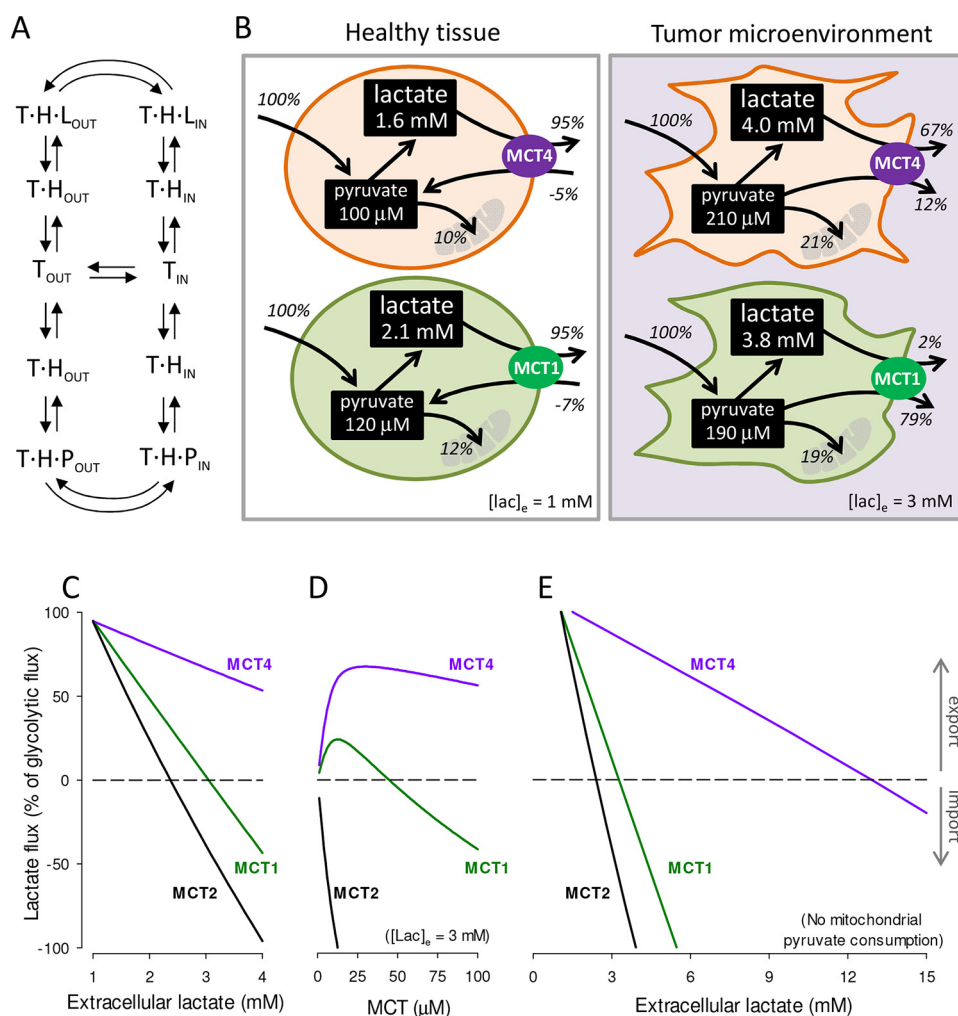 A
T·H·L_OUT T·H·L_IN
T·H_OUT T·H_IN
T_OUT T_IN
T·H_OUT T·H_IN
T·H·P_OUT T·H·P_IN
B
Healthy tissue
100%
lactate
1.6 mM
95%
MCT4
pyruvate
100 μM
-5%
10%
100%
lactate
2.1 mM
95%
MCT1
pyruvate
120 μM
-7%
12%
[lac]e = 1 mM
Tumor microenvironment
100%
lactate
4.0 mM
67%
MCT4
pyruvate
210 μM
12%
21%
100%
lactate
3.8 mM
2%
MCT1
pyruvate
190 μM
79%
19%
[lac]e = 3 mM
C
Lactate flux (% of glycolytic flux)
100
50
0
-50
-100
MCT4
MCT1
MCT2
1 2 3 4
Extracellular lactate (mM)
D
MCT4
MCT1
MCT2
([Lac]e = 3 mM)
0 25 50 75 100
MCT (μM)
E
MCT4
MCT2
MCT1
export
import
(No mitochondrial
pyruvate consumption)
0 3 6 9 12 15
Extracellular lactate (mM)